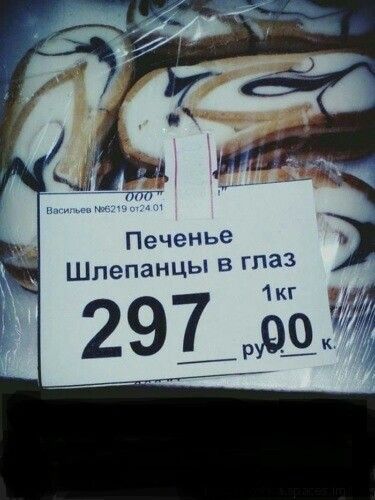 ООО "
Васильев №6219 от24.01
Печенье
Шлепанцы в глаз
1кг
297 руб. 00 к.